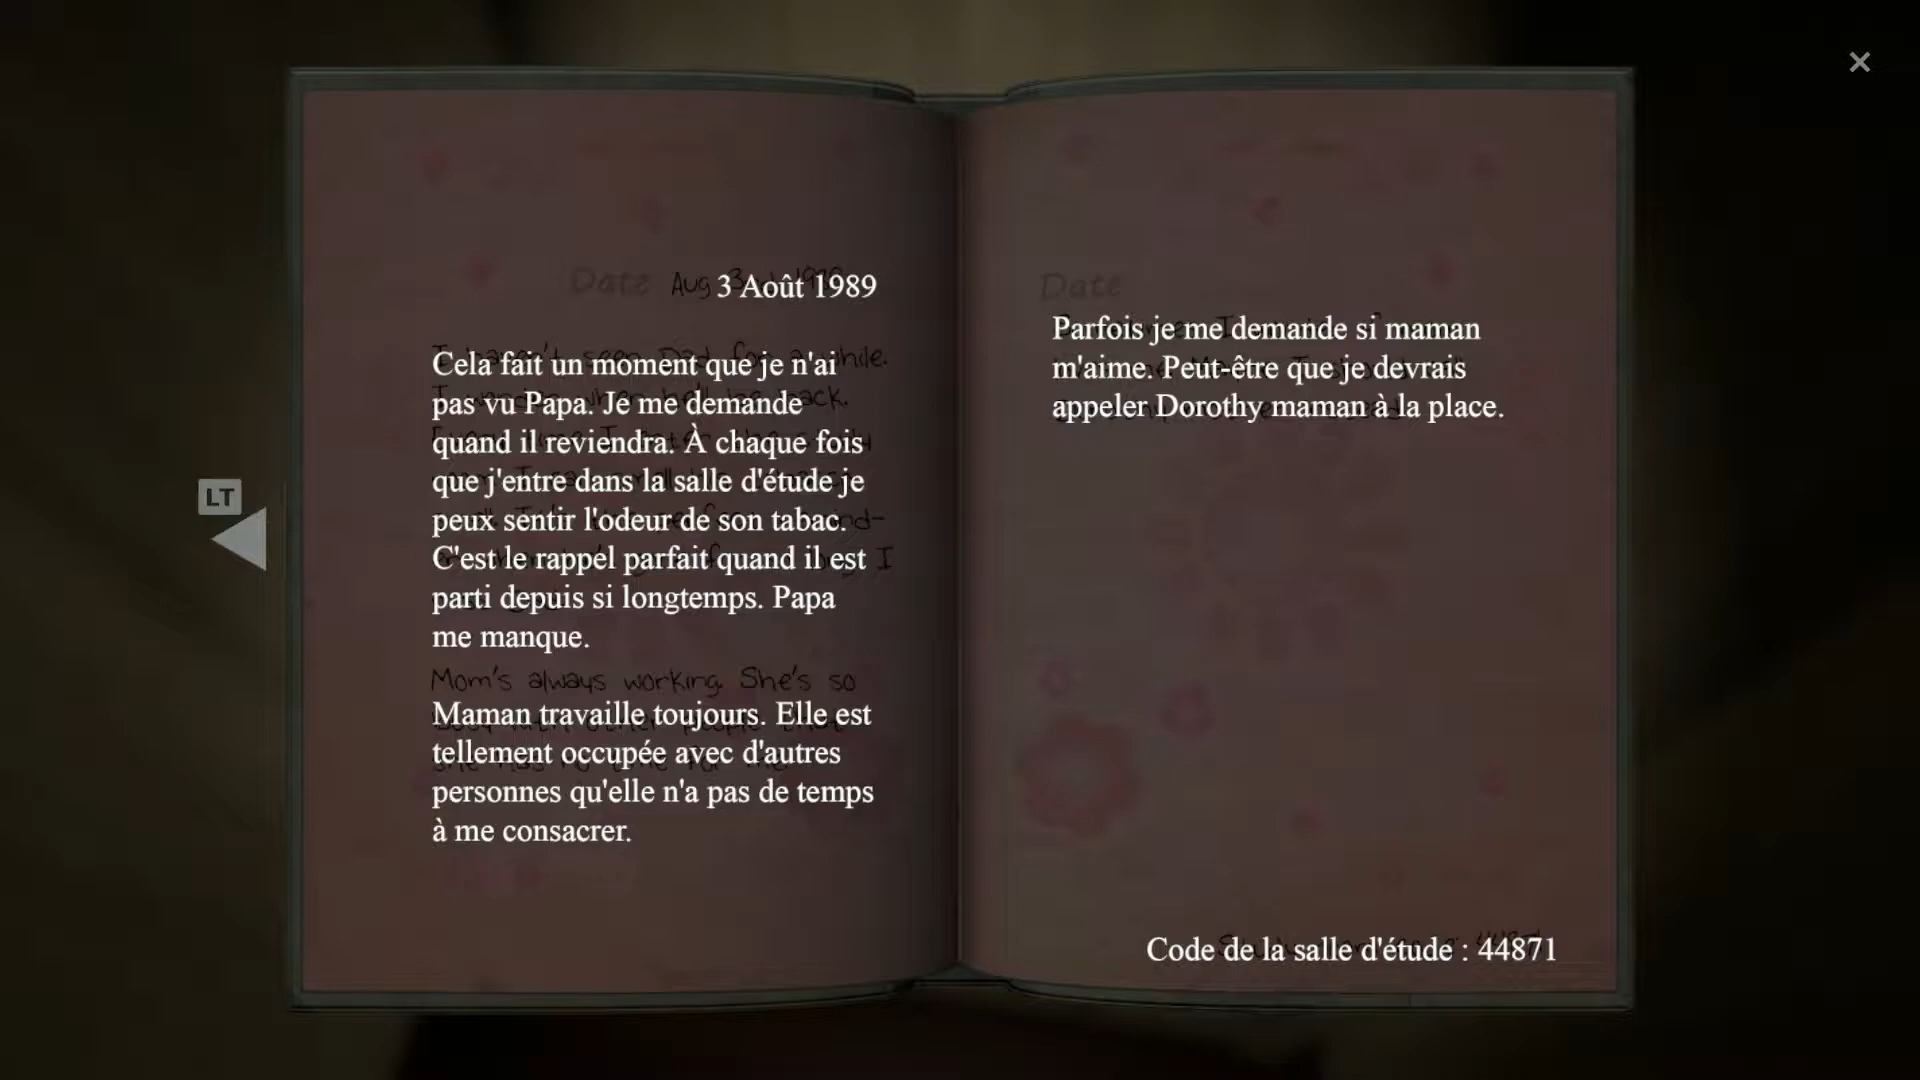 Date Aug
3 Août 1989
Cela fait un moment que je n'ai
pas vu Papa. Je me demande
quand il reviendra. À chaque fois
que j'entre dans la salle d'étude je
peux sentir l'odeur de son tabac.
C'est le rappel parfait quand il est
parti depuis si longtemps. Papa
me manque.
Mom's always working. She's so
Maman travaille toujours. Elle est
tellement occupée avec d'autres
personnes qu'elle n'a pas de temps
à me consacrer.
Date
Parfois je me demande si maman
m'aime. Peut-être que je devrais
appeler Dorothy maman à la place.
Code de la salle d'étude : 44871
LT